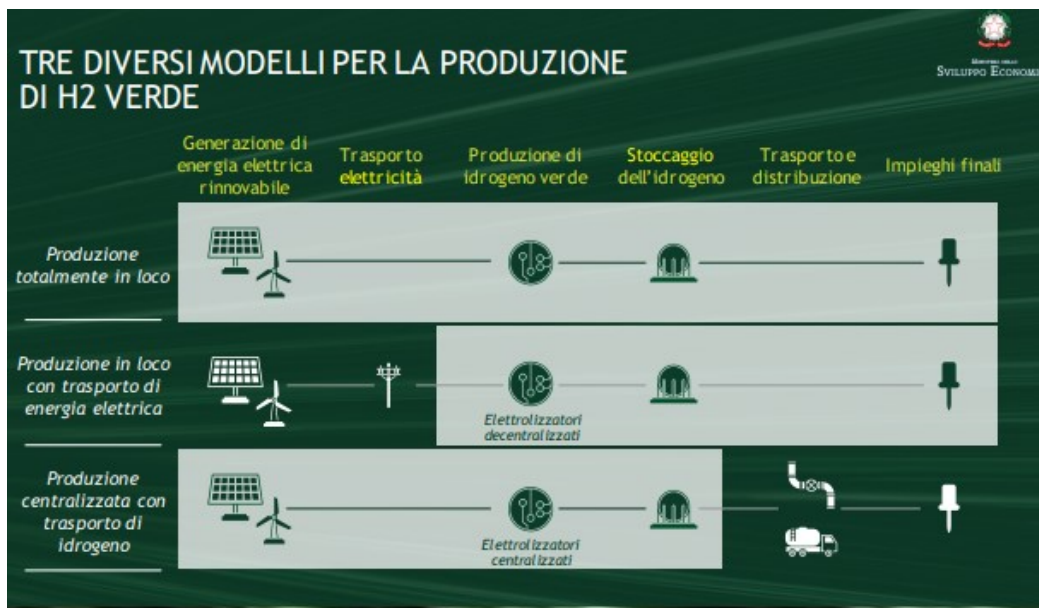 TRE DIVERSI MODELLI PER LA PRODUZIONE
DI H2 VERDE
SVILUPPO ECONOM
Generazione di
energia elettrica
rinnovabile
Trasporto
elettricità
Produzione di
idrogeno verde
Stoccaggio
dell'idrogeno
Trasporto e
distribuzione
Impieghi finali
Produzione
totalmente in loco
Produzione in loco
con trasporto di
energia elettrica
Elettrolizzatori
decentralizzati
Produzione
centralizzata con
trasporto di
idrogeno
Elettrolizzatori
centralizzati